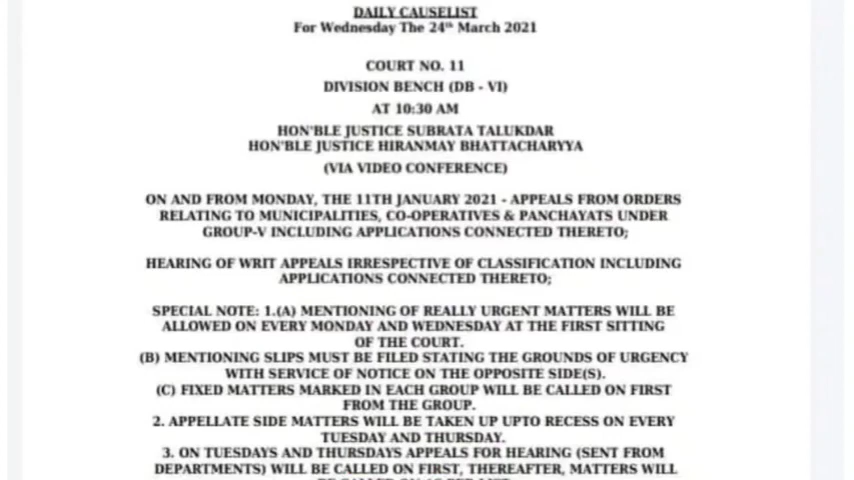 DAILY CAUSELIST
For Wednesday The 24th March 2021
COURT NO. 11
DIVISION BENCH (DB - VI)
AT 10:30 AM
HON'BLE JUSTICE SUBRATA TALUKDAR
HON'BLE JUSTICE HIRANMAY BHATTACHARYYA
(VIA VIDEO CONFERENCE)
ON AND FROM MONDAY, THE 11TH JANUARY 2021 - APPEALS FROM ORDERS
RELATING TO MUNICIPALITIES, CO-OPERATIVES & PANCHAYATS UNDER
GROUP-V INCLUDING APPLICATIONS CONNECTED THERETO;
HEARING OF WRIT APPEALS IRRESPECTIVE OF CLASSIFICATION INCLUDING
APPLICATIONS CONNECTED THERETO;
SPECIAL NOTE: 1.(A) MENTIONING OF REALLY URGENT MATTERS WILL BE
ALLOWED ON EVERY MONDAY AND WEDNESDAY AT THE FIRST SITTING
OF THE COURT.
(B) MENTIONING SLIPS MUST BE FILED STATING THE GROUNDS OF URGENCY
WITH SERVICE OF NOTICE ON THE OPPOSITE SIDE(S).
(C) FIXED MATTERS MARKED IN EACH GROUP WILL BE CALLED ON FIRST
FROM THE GROUP.
2. APPELLATE SIDE MATTERS WILL BE TAKEN UP UPTO RECESS ON EVERY
TUESDAY AND THURSDAY.
3. ON TUESDAYS AND THURSDAYS APPEALS FOR HEARING (SENT FROM
DEPARTMENTS) WILL BE CALLED ON FIRST, THEREAFTER, MATTERS WILL